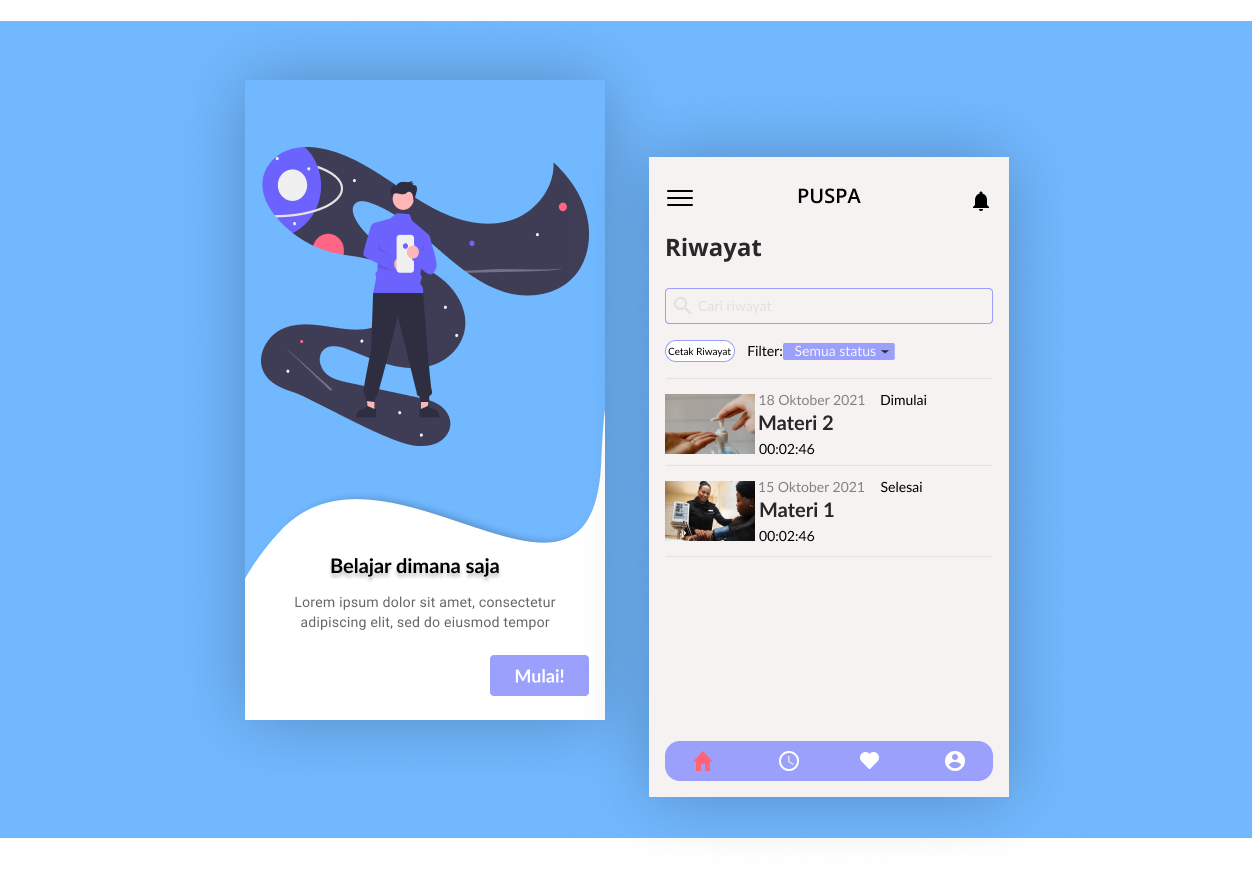 Belajar dimana saja
Lorem ipsum dolor sit amet, consectetur
adipiscing elit, sed do eiusmod tempor
Mulai!
PUSPA
Riwayat
Cari riwayat
Cetak Riwayat Filter: Semua status
18 Oktober 2021 Dimulai
Materi 2
00:02:46
15 Oktober 2021 Selesai
Materi 1
00:02:46